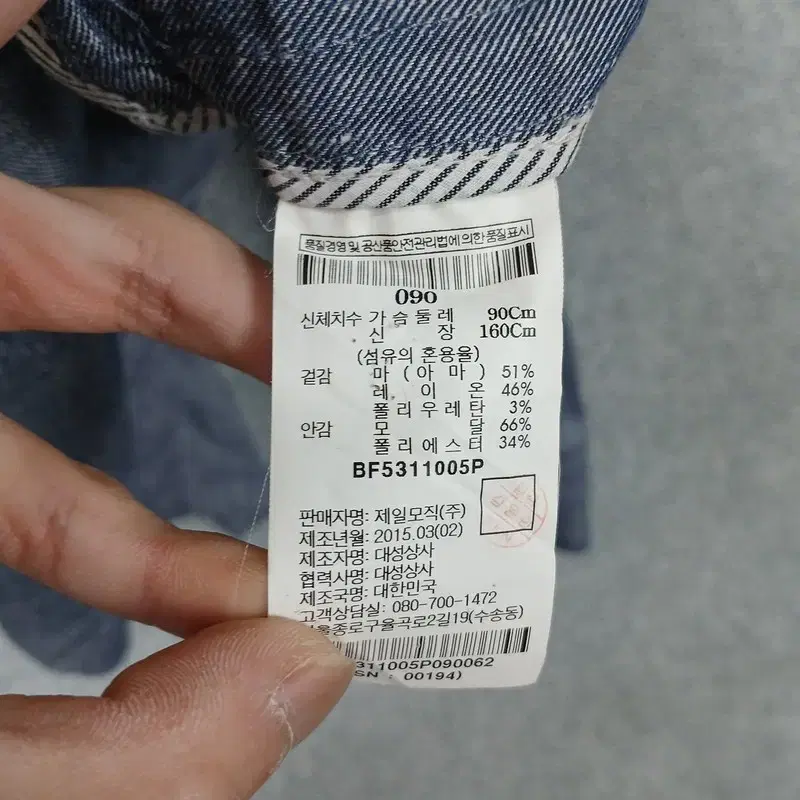 품질경영 및 공산품안전관리법에 의한 품질표시
090
신체치수 가슴둘레 90Cm
신 장 160Cm
(섬유의 혼용율)
겉감 마 ( 아 마 ) 51%
레 이 온 46%
폴 리 우 레 탄 3%
안감 모 달 66%
폴 리 에 스 터 34%
BF5311005P
판매자명: 제일모직(주)
제조년월: 2015.03(02)
제조자명: 대성상사
협력사명: 대성상사
제조국명: 대한민국
고객상담실: 080-700-1472
종로구율곡로2길19(수송동)
311005P090062
SN : 00194)